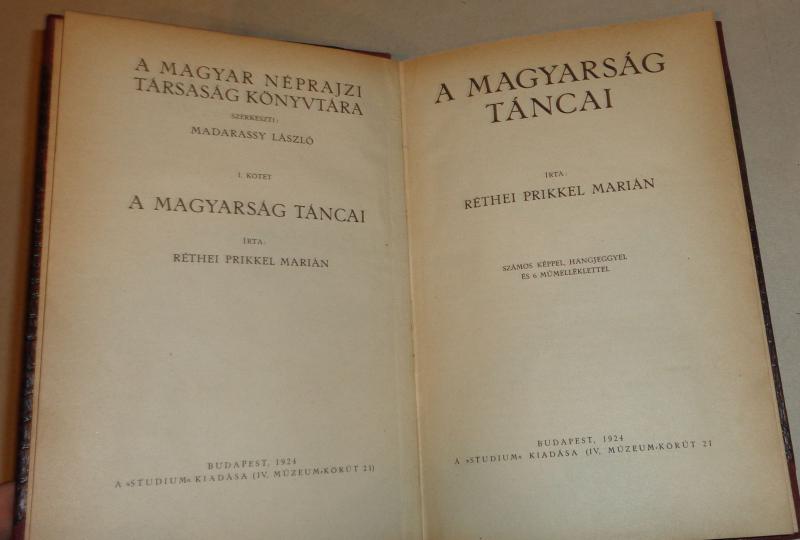 A MAGYAR NÉPRAJZI
TÁRSASÁG KÖNYVTÁRA
SZERKESZTI:
MADARASSY LÁSZLÓ
I. KÖTET
A MAGYARSÁG TÁNCAI
ÍRTA:
RÉTHEI PRIKKEL MARIÁN
BUDAPEST, 1924
A »STUDIUM« KIADÁSA (IV, MÚZEUM-KÖRÚT 21)
A MAGYARSÁG
TÁNCAI
ÍRTA:
RÉTHEI PRIKKEL MARIÁN
SZÁMOS KÉPPEL, HANGJEGGYEL
ÉS 6 MŰMELLÉKLETTEL
BUDAPEST, 1924
A »STUDIUM« KIADÁSA (IV, MÚZEUM-KÖRÚT 21